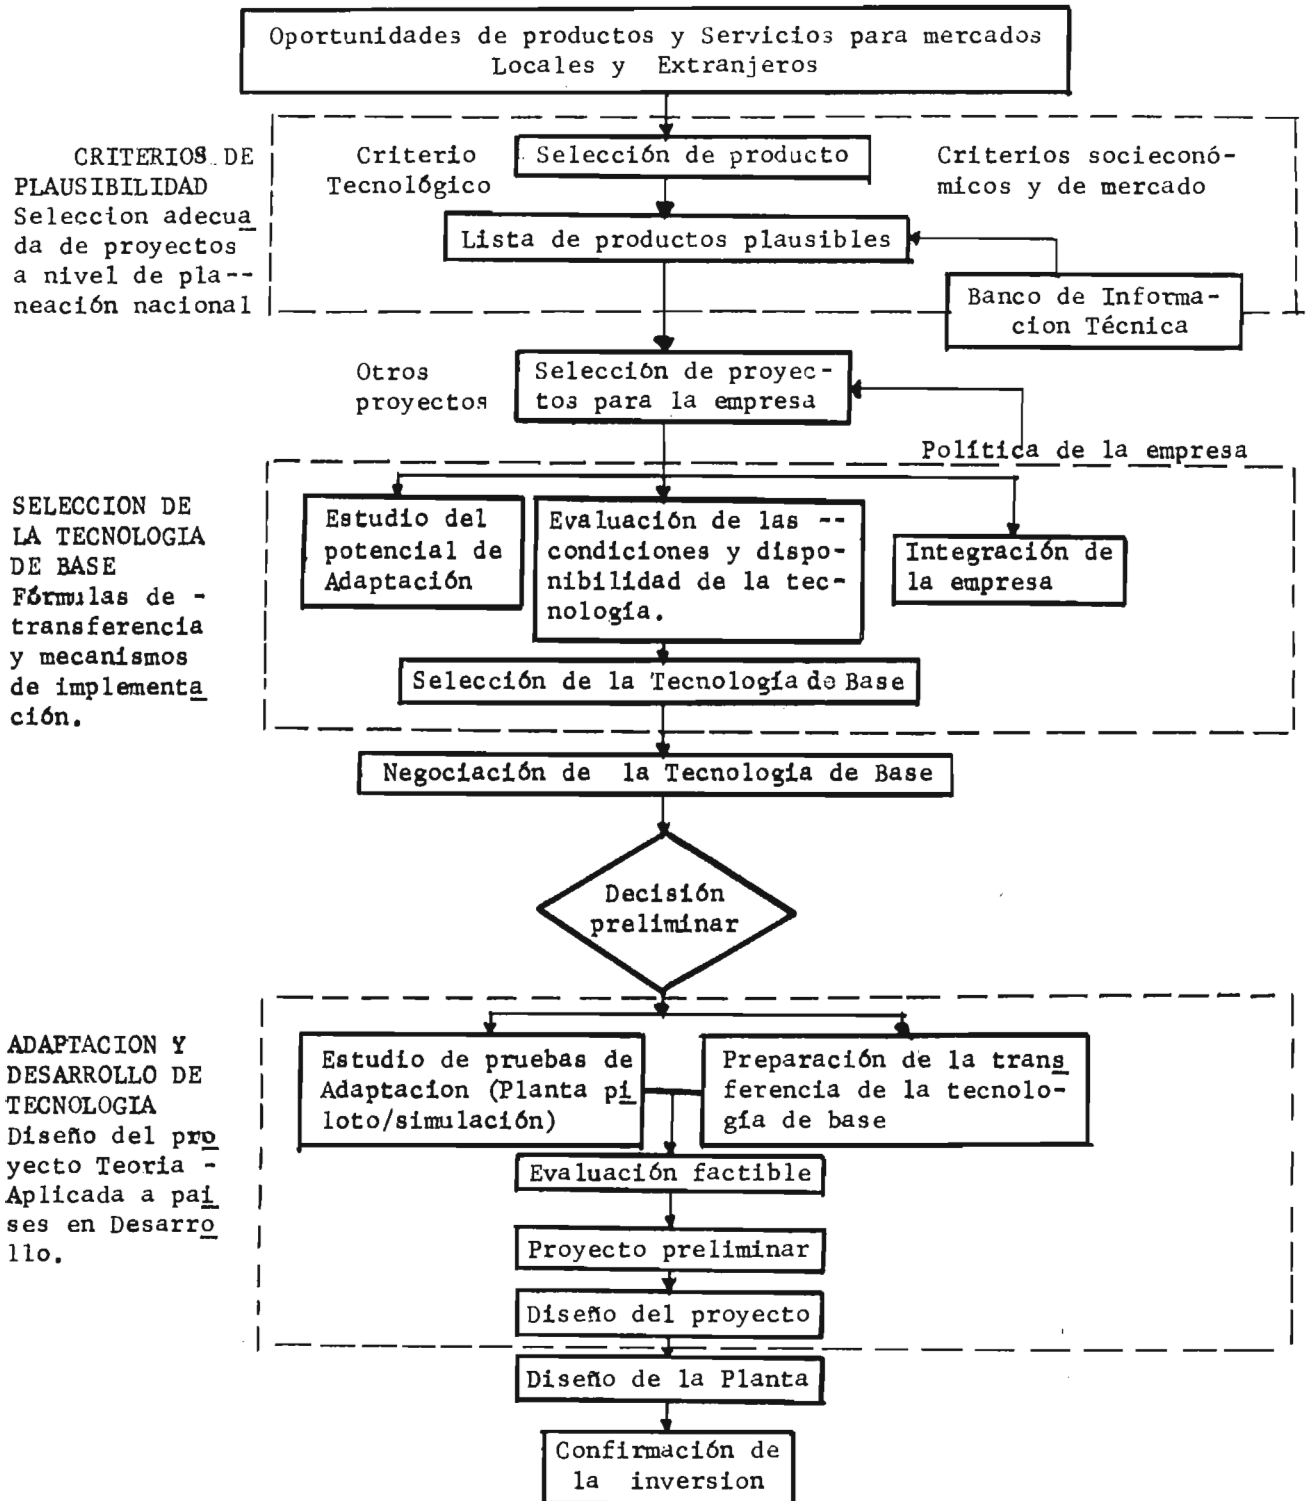 Oportunidades de productos y Servicios para mercados
Locales y Extranjeros
CRITERIOS DE
PLAUSIBILIDAD
Seleccion adecua
da de proyectos
a nivel de pla--
neación nacional
Criterio
Tecnológico
Selección de producto
Criterios socieconó-
micos y de mercado
Lista de productos plausibles
Banco de Informa-
cion Técnica
Otros
proyectos
Selección de proyec-
tos para la empresa
Política de la empresa
SELECCION DE
LA TECNOLOGIA
DE BASE
Fórmulas de -
transferencia
y mecanismos
de implementa
ción.
Estudio del
potencial de
Adaptación
Evaluación de las --
condiciones y dispo-
nibilidad de la tec-
nología.
Integración de
la empresa
Selección de la Tecnología de Base
Negociación de la Tecnología de Base
Decisión
preliminar
ADAPTACION Y
DESARROLLO DE
TECNOLOGIA
Diseño del pro
yecto Teoria -
Aplicada a pai
ses en Desarro
llo.
Estudio de pruebas de
Adaptacion (Planta pi
loto/simulación)
Preparación de la trans
ferencia de la tecnolo-
gía de base
Evaluación factible
Proyecto preliminar
Diseño del proyecto
Diseño de la Planta
Confirmación de
la inversion